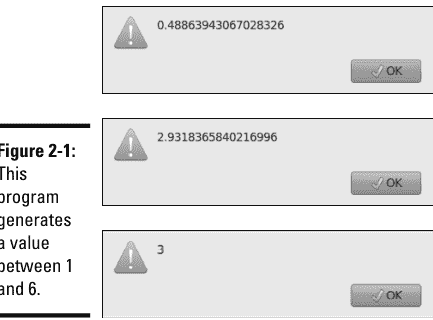 0.48863943067028326
OK
2.9318365840216996
OK
3
OK
Figure 2-1:
This
program
generates
a value
between 1
and 6.